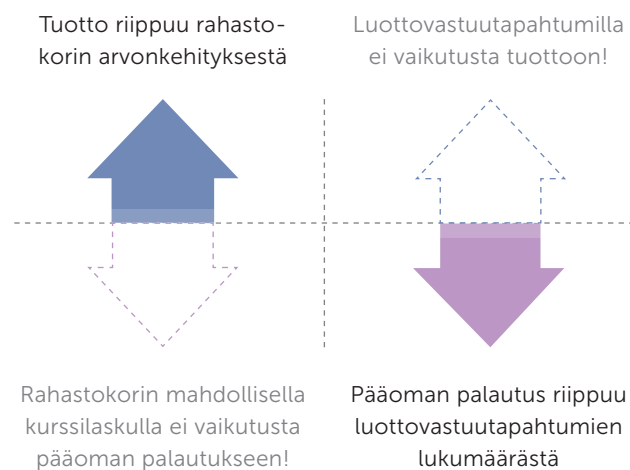 Tuotto riippuu rahasto-
korin arvonkehityksestä
Luottovastuutapahtumilla
ei vaikutusta tuottoon!
Rahastokorin mahdollisella
kurssilaskulla ei vaikutusta
pääoman palautukseen!
Pääoman palautus riippuu
luottovastuutapahtumien
lukumäärästä